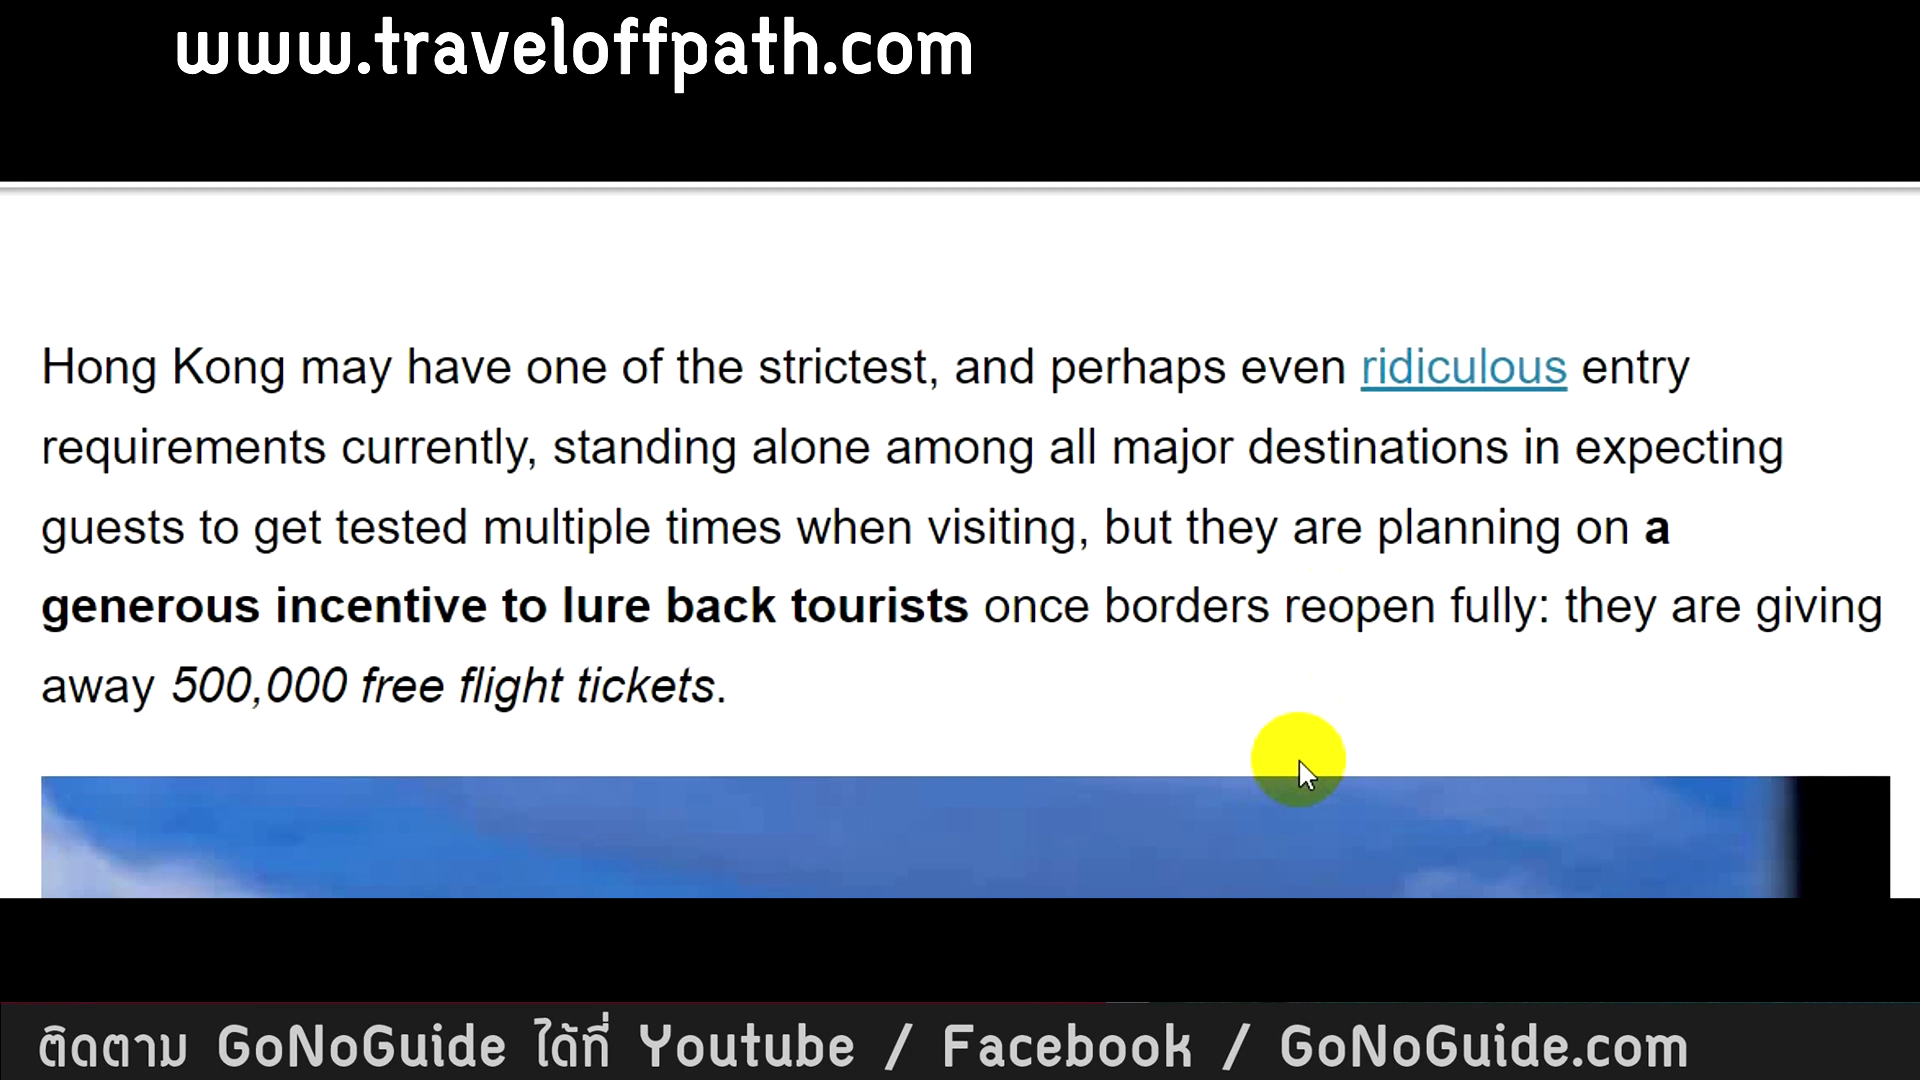 www.traveloffpath.com
Hong Kong may have one of the strictest, and perhaps even ridiculous entry
requirements currently, standing alone among all major destinations in expecting
guests to get tested multiple times when visiting, but they are planning on a
generous incentive to lure back tourists once borders reopen fully: they are giving
away 500,000 free flight tickets.
ติดตาม GoNoGuide ได้ที่ Youtube / Facebook / GoNoGuide.com